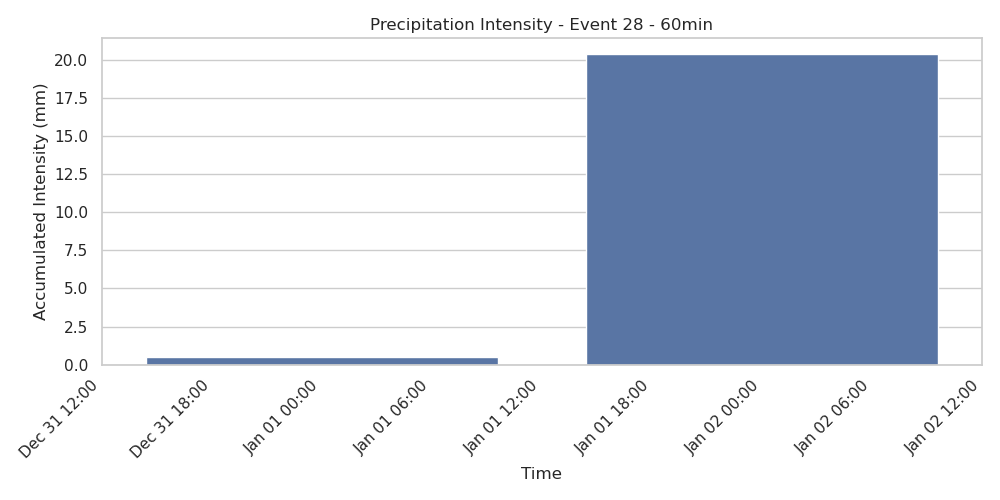 Precipitation Intensity - Event 28 - 60min
Accumulated Intensity (mm)
20.0
17.5
15.0
12.5
10.0
7.5
5.0
2.5
0.0
Dec 31 12:00
Dec 31 18:00
Jan 01 00:00
Jan 01 06:00
Jan 01 12:00
Jan 01 18:00
Jan 02 00:00
Jan 02 06:00
Jan 02 12:00
Time